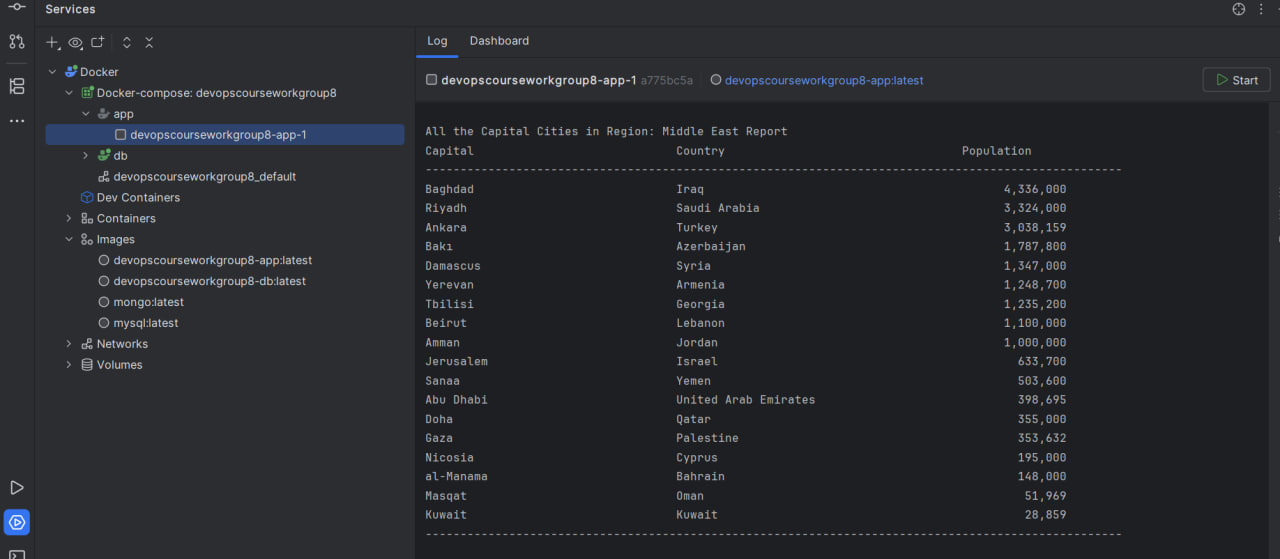 Services
Docker
Docker-compose: devopscourseworkgroup8
app
devopscourseworkgroup8-app-1
db
devopscourseworkgroup8_default
Dev Containers
Containers
Images
devopscourseworkgroup8-app:latest
devopscourseworkgroup8-db:latest
mongo:latest
mysql:latest
Networks
Volumes
Log Dashboard
devopscourseworkgroup8-app-1 a775bc5a devopscourseworkgroup8-app:latest Start
All the Capital Cities in Region: Middle East Report
Capital Country Population
----------------------------------------------------------------------------------------
Baghdad Iraq 4,336,000
Riyadh Saudi Arabia 3,324,000
Ankara Turkey 3,038,159
Bakı Azerbaijan 1,787,800
Damascus Syria 1,347,000
Yerevan Armenia 1,248,700
Tbilisi Georgia 1,235,200
Beirut Lebanon 1,100,000
Amman Jordan 1,000,000
Jerusalem Israel 633,700
Sanaa Yemen 503,600
Abu Dhabi United Arab Emirates 398,695
Doha Qatar 355,000
Gaza Palestine 353,632
Nicosia Cyprus 195,000
al-Manama Bahrain 148,000
Masqat Oman 51,969
Kuwait Kuwait 28,859
----------------------------------------------------------------------------------------